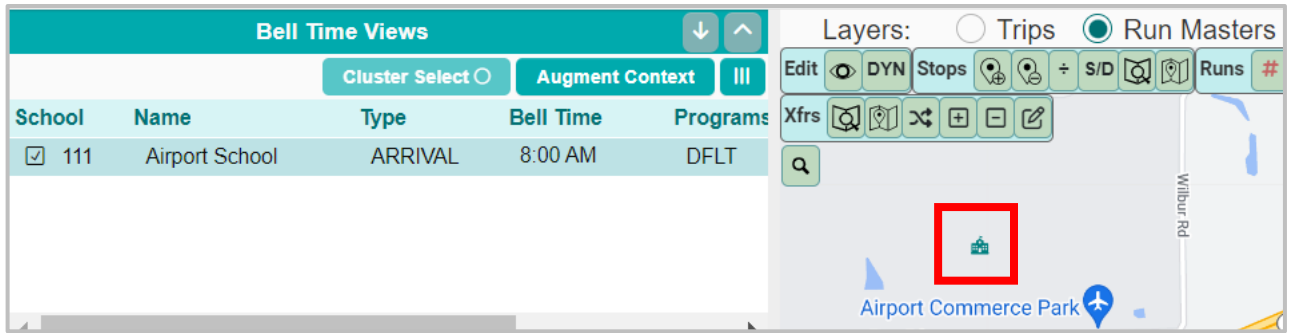 Bell Time Views
Cluster Select Augment Context
School Name Type Bell Time Programs
111 Airport School ARRIVAL 8:00 AM DFLT
Layers: Trips Run Masters
Edit DYN Stops ÷ S/D Runs #
Xfrs
Wilbur Rd
Airport Commerce Park